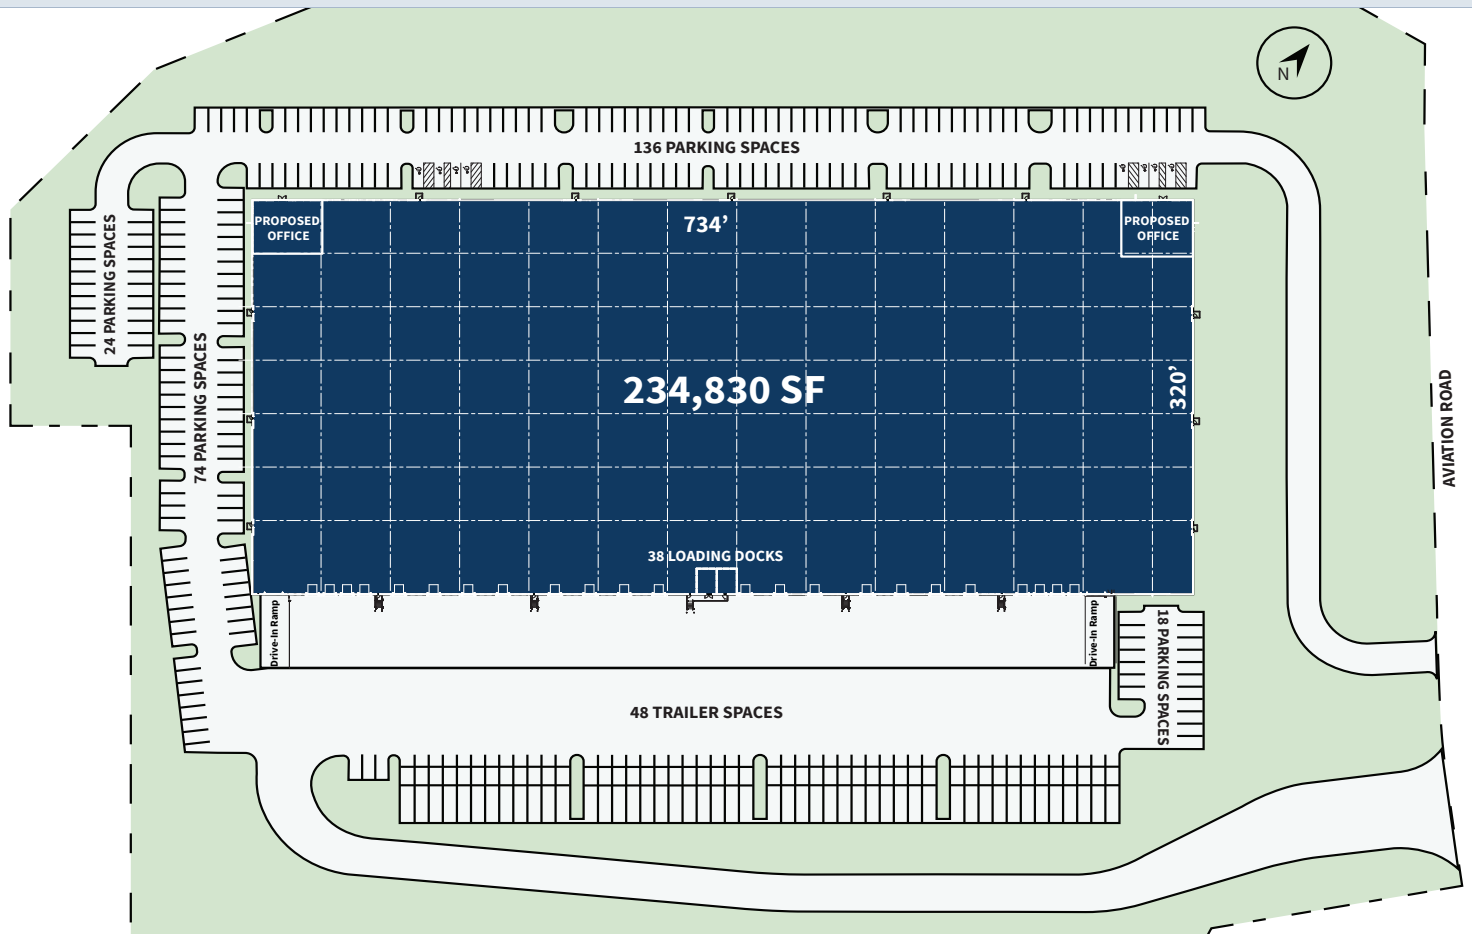 N
136 PARKING SPACES
PROPOSED
OFFICE
734’
PROPOSED
OFFICE
24 PARKING SPACES
74 PARKING SPACES
234,830 SF
320’
AVIATION ROAD
38 LOADING DOCKS
Drive-In Ramp
Drive-In Ramp
18 PARKING SPACES
48 TRAILER SPACES